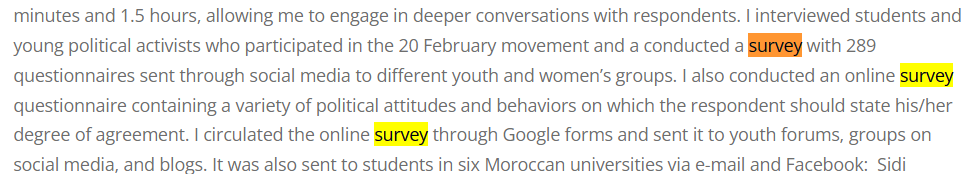 minutes and 1.5 hours, allowing me to engage in deeper conversations with respondents. I interviewed students and
young political activists who participated in the 20 February movement and a conducted a survey with 289
questionnaires sent through social media to different youth and women’s groups. I also conducted an online survey
questionnaire containing a variety of political attitudes and behaviors on which the respondent should state his/her
degree of agreement. I circulated the online survey through Google forms and sent it to youth forums, groups on
social media, and blogs. It was also sent to students in six Moroccan universities via e-mail and Facebook:  Sidi